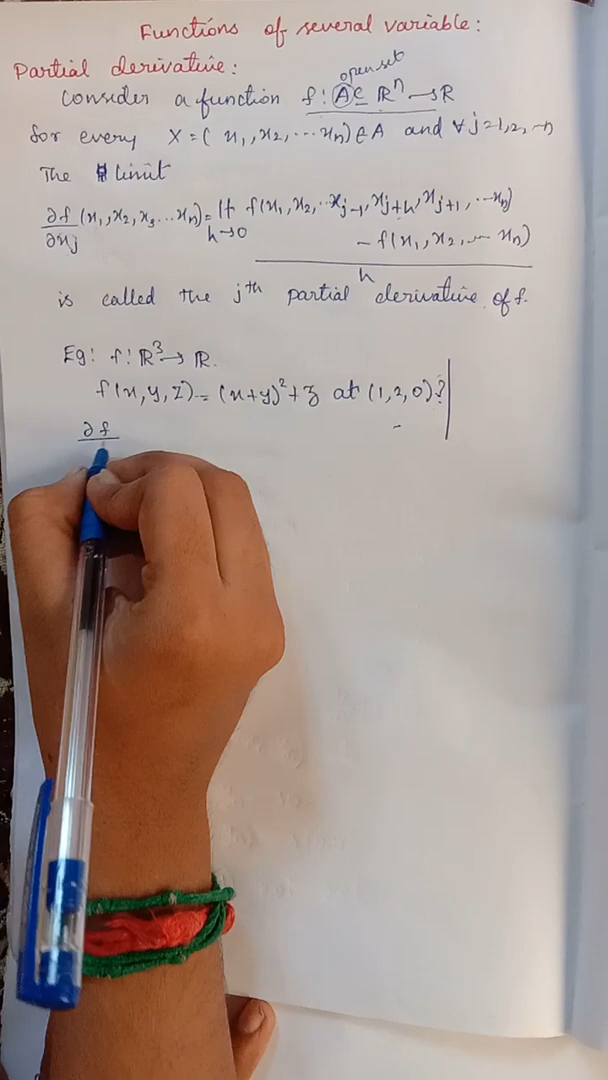 Functions of several variable:
Partial derivative:
open set
Consider a function f: A ⊆ ℝⁿ → ℝ
for every X = (x₁, x₂, ... xₙ) ∈ A and ∀ j=1,2, ... n
The limit
∂f/∂xⱼ (x₁, x₂, x₃ ... xₙ) = lt h→0 f(x₁, x₂, ... xⱼ₋₁, xⱼ+h, xⱼ₊₁, ... xₙ)
- f(x₁, x₂, ... xₙ)
h
is called the jᵗʰ partial derivative of f.
Eg: f: ℝ³ → ℝ.
f(x, y, z) = (x+y)² + z at (1, 2, 0)?
∂f